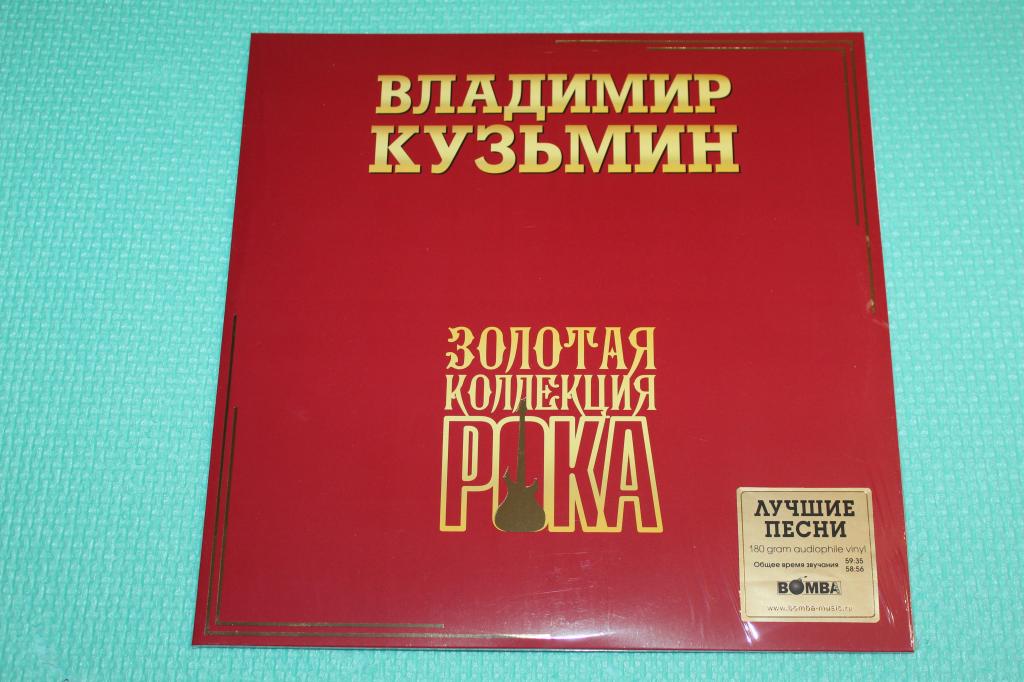 ВЛАДИМИР
КУЗЬМИН
ЗОЛОТАЯ
КОЛЛЕКЦИЯ
РОКА
ЛУЧШИЕ
ПЕСНИ
180 gram audiophile vinyl
Общее время звучания 59:35
58:56
BOMBA
www.bomba-music.ru